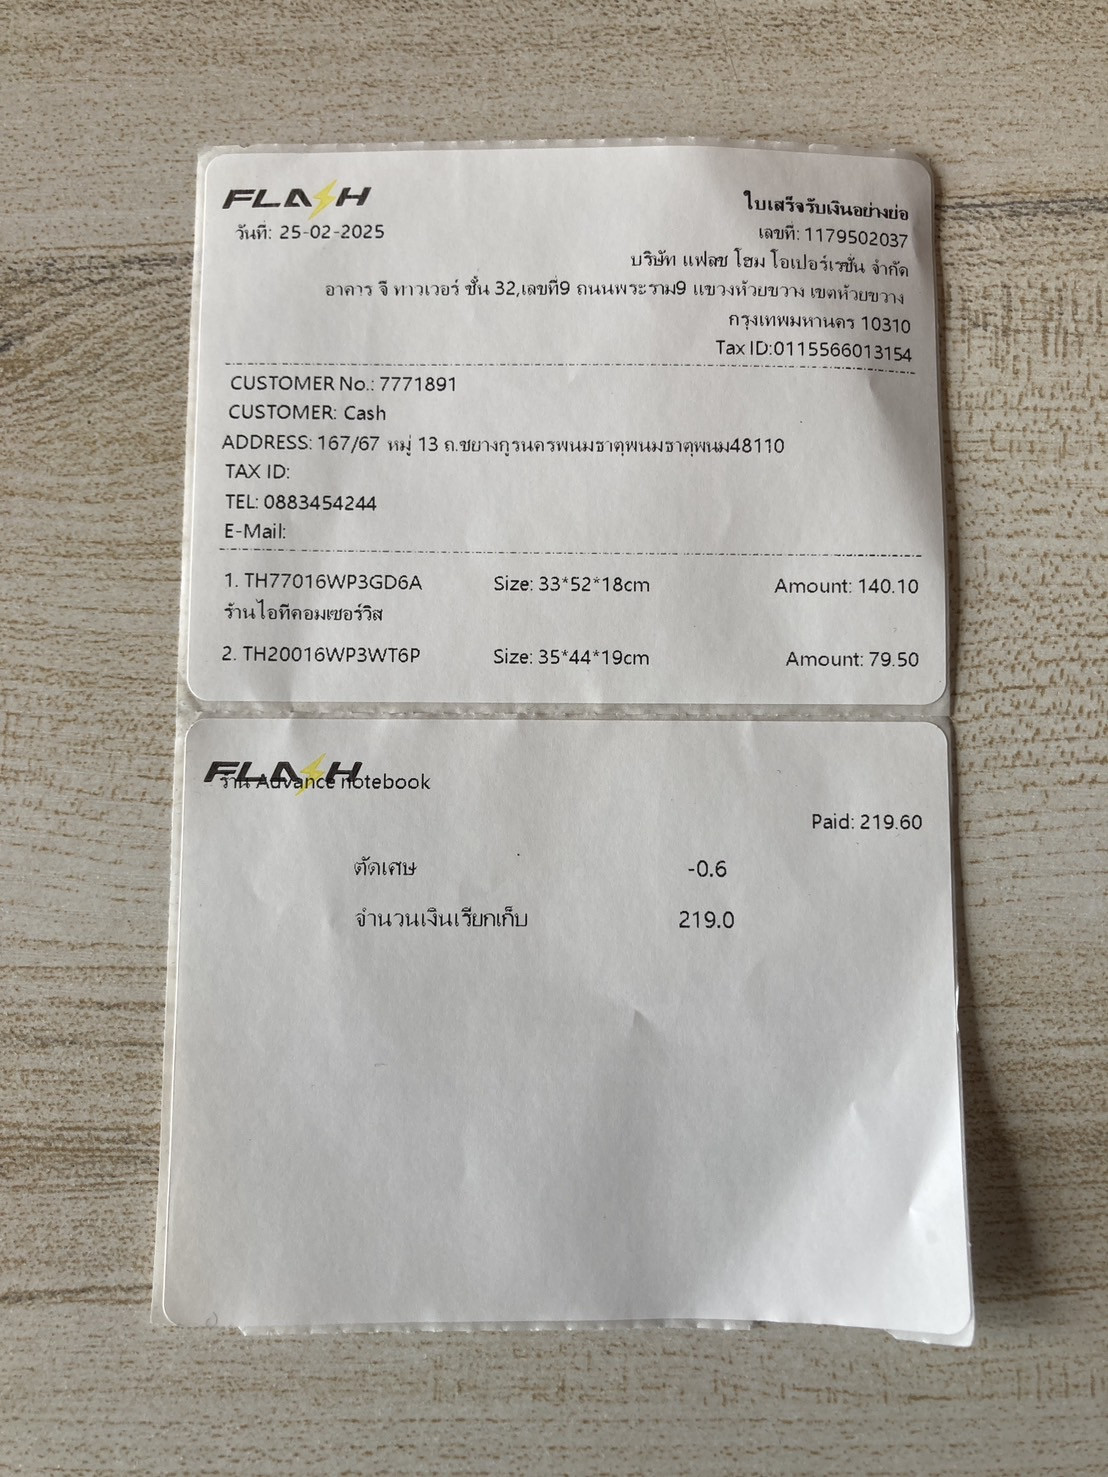 FLASH
ใบเสร็จรับเงินอย่างย่อ
วันที่: 25-02-2025
เลขที่: 1179502037
บริษัท แฟลช โฮม โอเปอร์เรชั่น จำกัด
อาคาร จี ทาวเวอร์ ชั้น 32,เลขที่9 ถนนพระราม9 แขวงห้วยขวาง เขตห้วยขวาง
กรุงเทพมหานคร 10310
Tax ID:0115566013154
CUSTOMER No.: 7771891
CUSTOMER: Cash
ADDRESS: 167/67 หมู่ 13 ถ.ชยางกูรนครพนมธาตุพนมธาตุพนม48110
TAX ID:
TEL: 0883454244
E-Mail:
1. TH77016WP3GD6A Size: 33*52*18cm Amount: 140.10
ร้านไอทีคอมเซอร์วิส
2. TH20016WP3WT6P Size: 35*44*19cm Amount: 79.50
FLASH
ร้าน Advance notebook
Paid: 219.60
ตัดเศษ -0.6
จำนวนเงินเรียกเก็บ 219.0